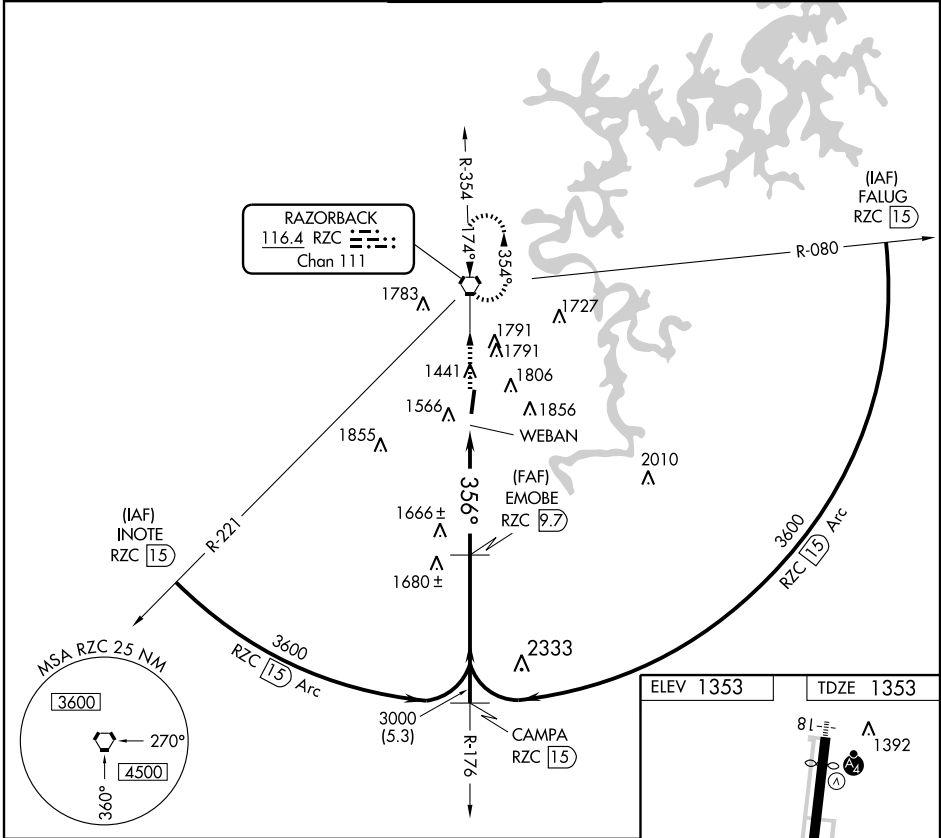 R-354
174°
354°
(IAF)
FALUG
RZC 15
RAZORBACK
116.4 RZC
Chan 111
R-080
1783
1727
1791
1791
1441
1806
1566
1856
WEBAN
1855
2010
356°
(FAF)
EMOBE
RZC 9.7
1666 ±
(IAF)
INOTE
RZC 15
R-221
3600
RZC 15 Arc
1680 ±
3600
RZC 15 Arc
2333
MSA RZC 25 NM
3600
270°
4500
360°
3000
(5.3)
R-176
CAMPA
RZC 15
ELEV 1353
TDZE 1353
18
1392
A4